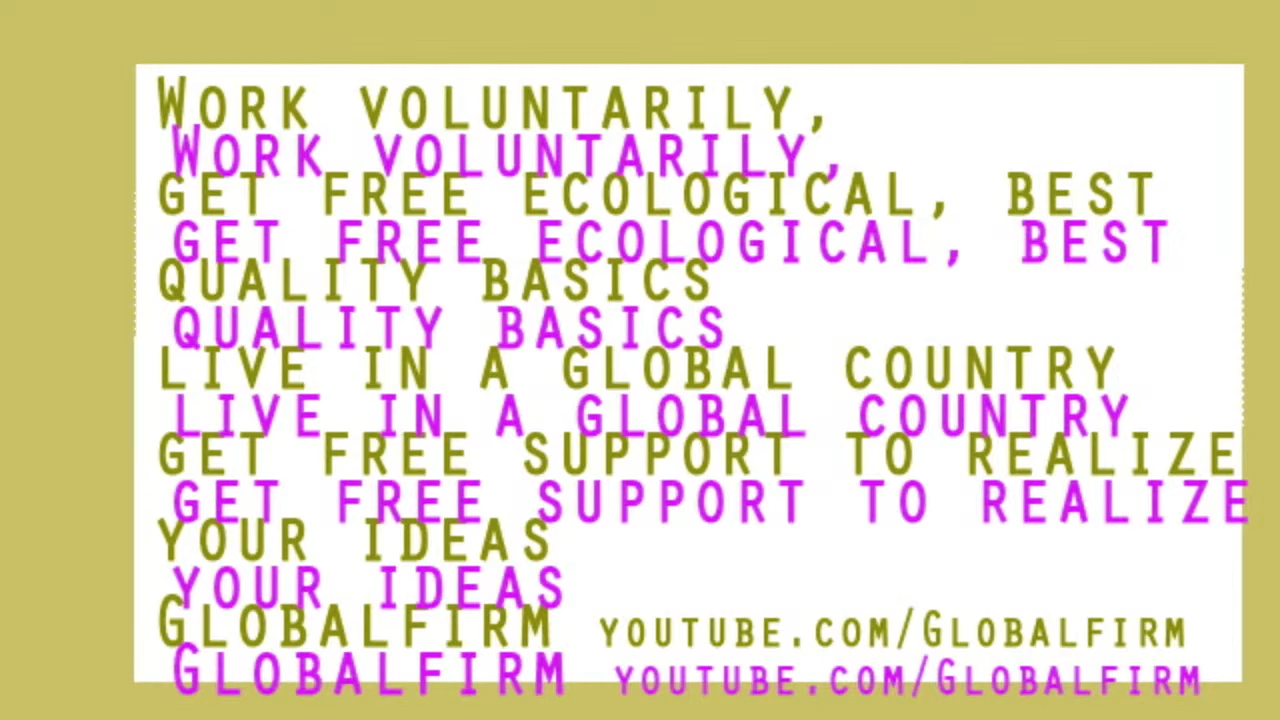 Work voluntarily,
Work voluntarily,
get free ecological, best
get free ecological, best
quality basics
quality basics
live in a global country
live in a global country
get free support to realize
get free support to realize
your ideas
your ideas
Globalfirm youtube.com/Globalfirm
Globalfirm youtube.com/Globalfirm